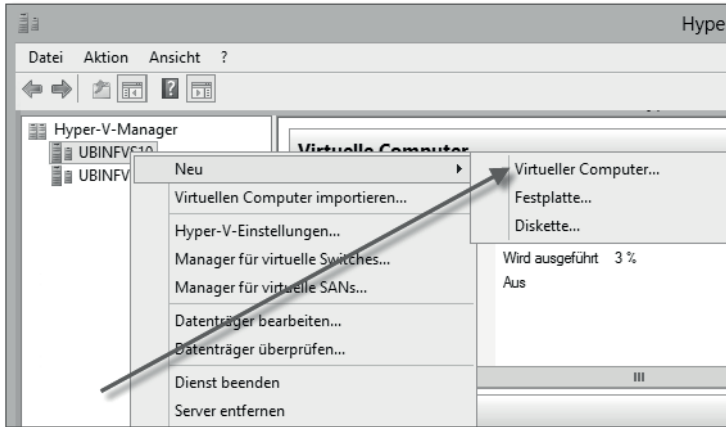 Hype
Datei Aktion Ansicht ?
Hyper-V-Manager
UBINFVS10
UBINFV
Virtuelle Computer
Neu
Virtuellen Computer importieren...
Hyper-V-Einstellungen...
Manager für virtuelle Switches...
Manager für virtuelle SANs...
Datenträger bearbeiten...
Datenträger überprüfen...
Dienst beenden
Server entfernen
Virtueller Computer...
Festplatte...
Diskette...
Wird ausgeführt 3 %
Aus